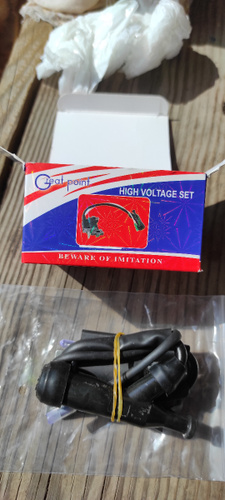 Great point
HIGH VOLTAGE SET
BEWARE OF IMITATION